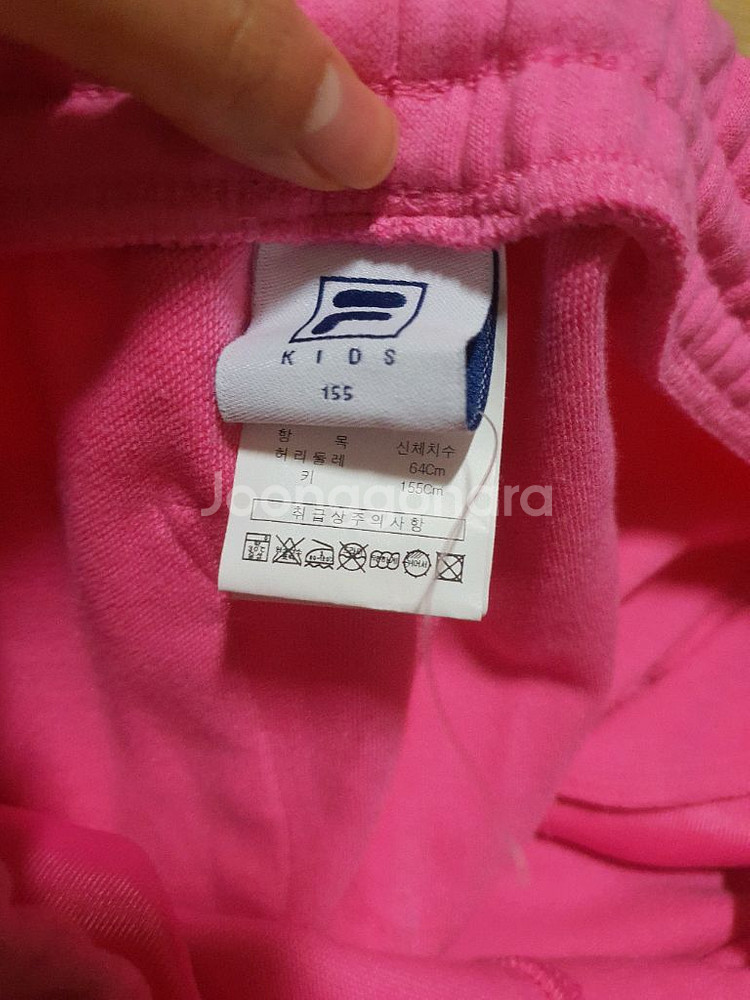 KIDS
155
항 목 신체치수
허리둘레 64Cm
키 155Cm
Joonggonara
취급상주의사항